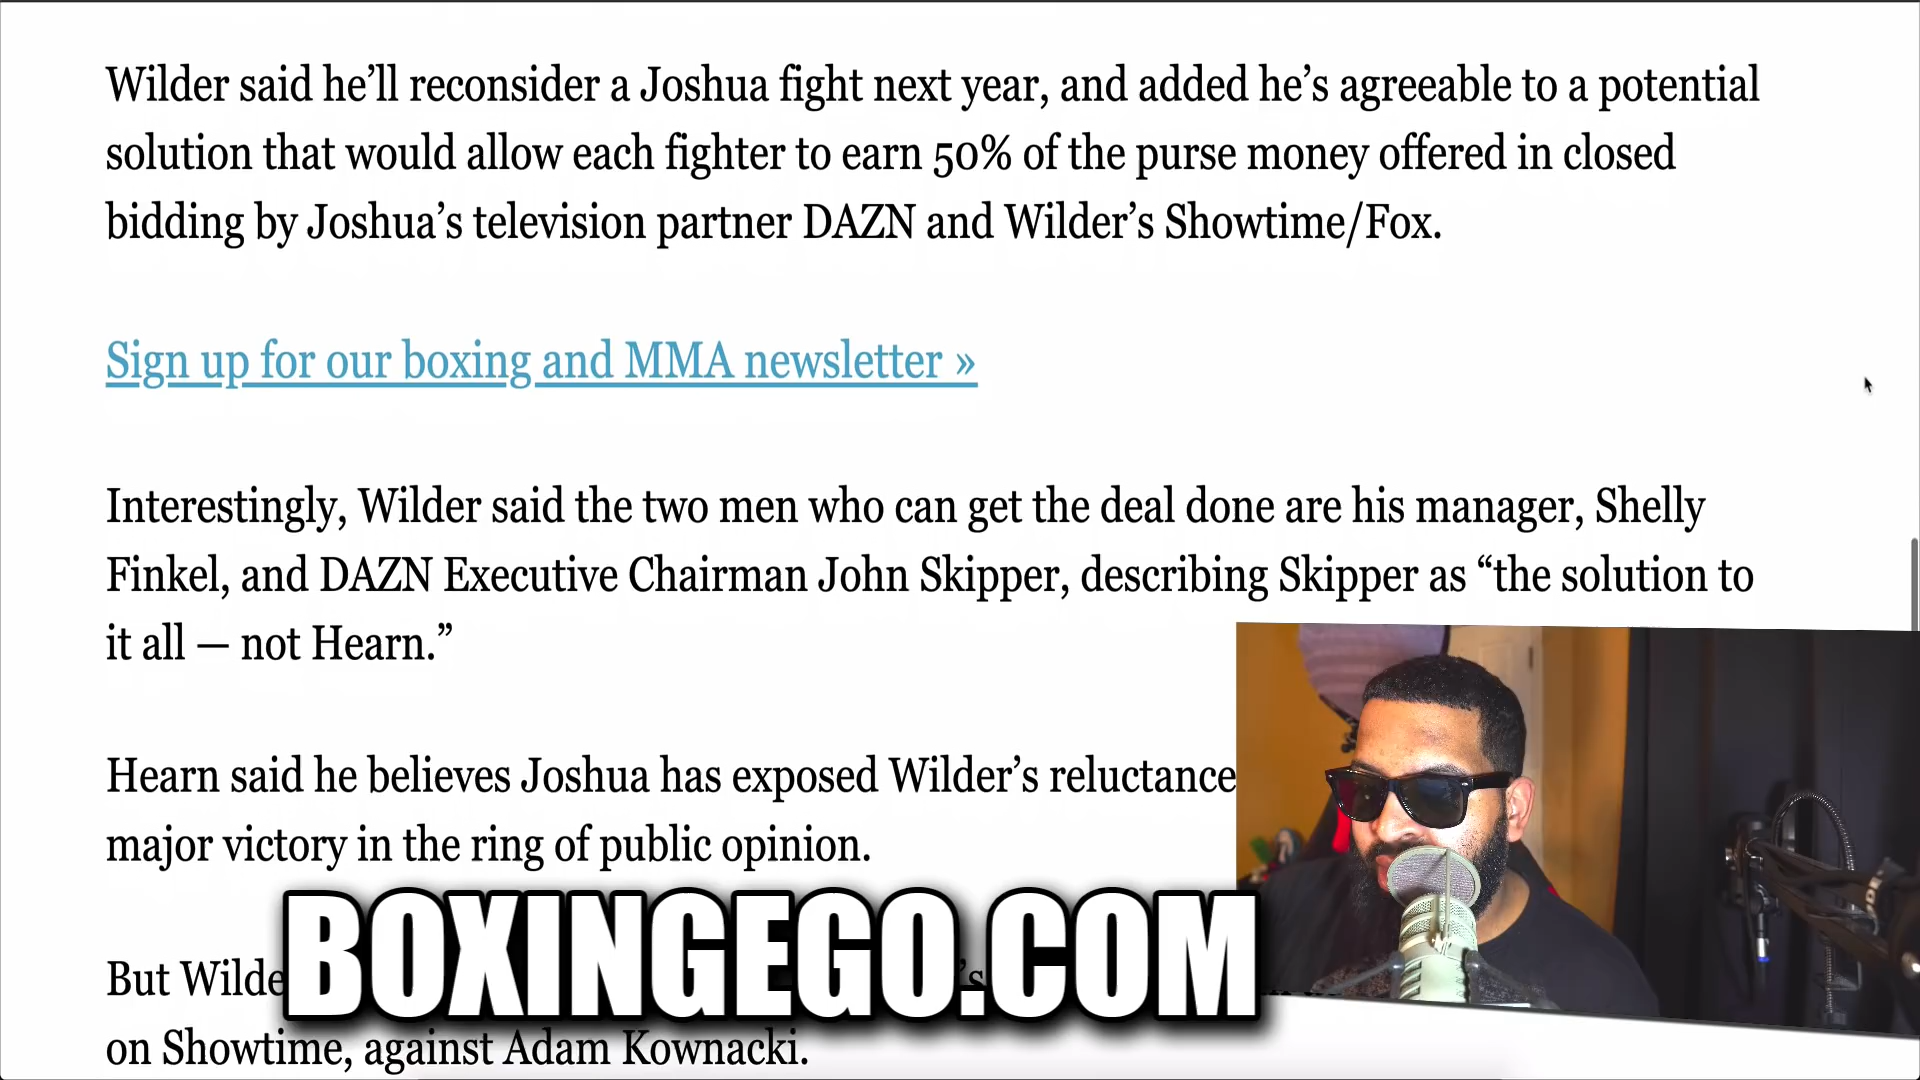 Wilder said he’ll reconsider a Joshua fight next year, and added he’s agreeable to a potential
solution that would allow each fighter to earn 50% of the purse money offered in closed
bidding by Joshua’s television partner DAZN and Wilder’s Showtime/Fox.
Sign up for our boxing and MMA newsletter »
Interestingly, Wilder said the two men who can get the deal done are his manager, Shelly
Finkel, and DAZN Executive Chairman John Skipper, describing Skipper as “the solution to
it all — not Hearn.”
Hearn said he believes Joshua has exposed Wilder’s reluctance
major victory in the ring of public opinion.
But
BOXINGEGO.COM
on Showtime, against Adam Kownacki.